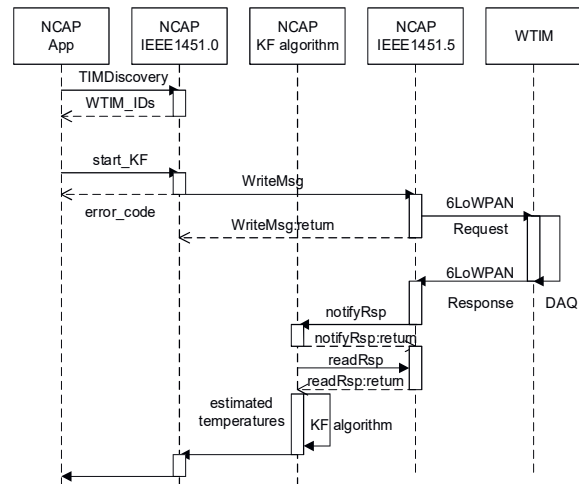 NCAP
App
NCAP
IEEE1451.0
NCAP
KF algorithm
NCAP
IEEE1451.5
WTIM
TIMDiscovery
WTIM_IDs
start_KF
WriteMsg
error_code
6LoWPAN
WriteMsg:return
Request
6LoWPAN
Response
DAQ
notifyRsp
notifyRsp:return
readRsp
readRsp:return
estimated
temperatures
KF algorithm